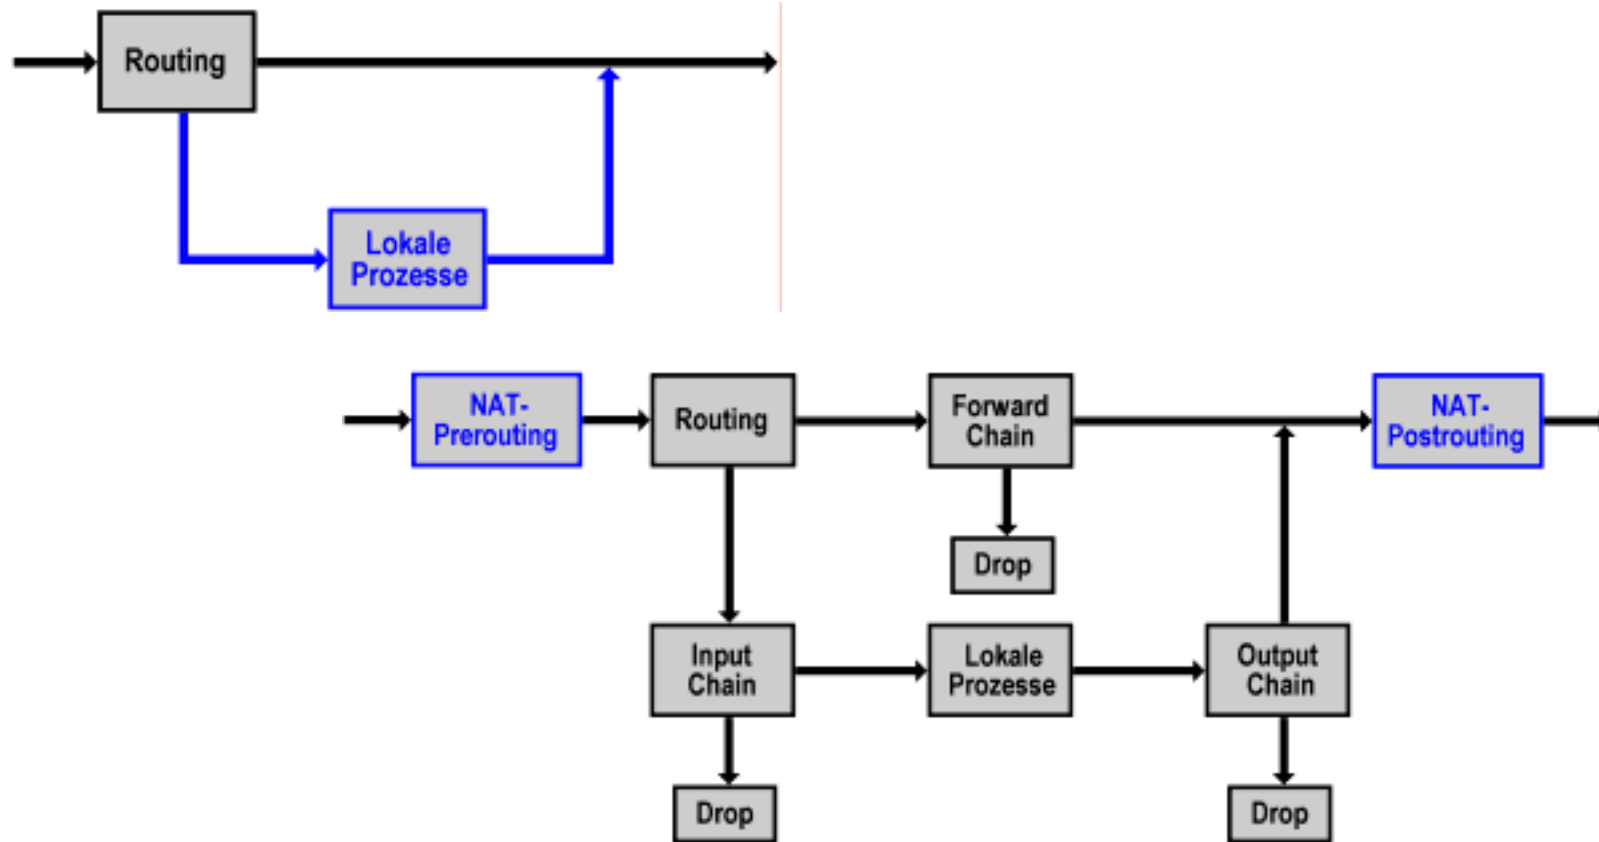 Routing
Lokale
Prozesse
NAT-
Prerouting
Routing
Forward
Chain
NAT-
Postrouting
Drop
Input
Chain
Lokale
Prozesse
Output
Chain
Drop
Drop